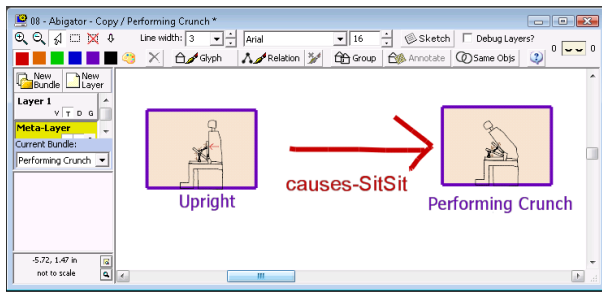 08 - Abigator - Copy / Performing Crunch *
Line width: 3 Arial 16 Sketch Debug Layers?
Glyph Relation Group Annotate Same Objs 0 0
New Bundle New Layer
Layer 1
V T D G
Meta-Layer
Current Bundle:
Performing Crunch
causes-SitSit
Upright
Performing Crunch
-5.72, 1.47 in
not to scale